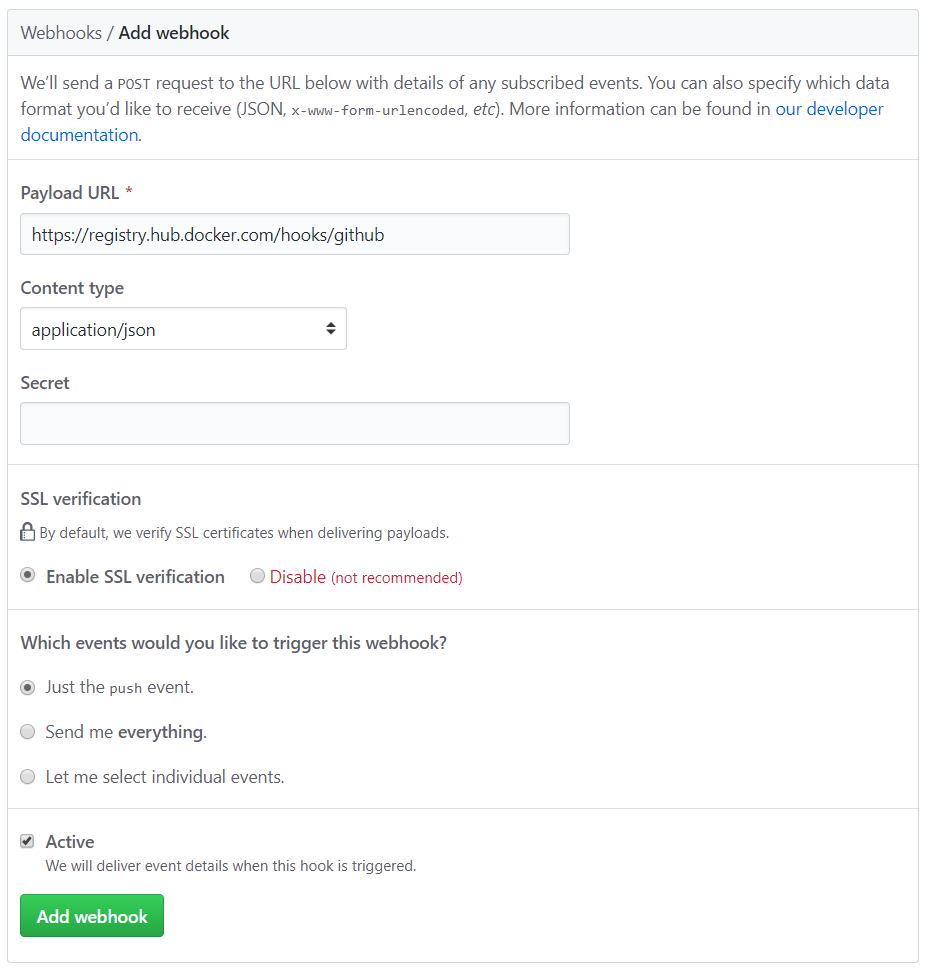 Webhooks / Add webhook
We’ll send a POST request to the URL below with details of any subscribed events. You can also specify which data
format you’d like to receive (JSON, x-www-form-urlencoded, etc). More information can be found in our developer
documentation.
Payload URL *
https://registry.hub.docker.com/hooks/github
Content type
application/json
Secret
SSL verification
By default, we verify SSL certificates when delivering payloads.
Enable SSL verification Disable (not recommended)
Which events would you like to trigger this webhook?
Just the push event.
Send me everything.
Let me select individual events.
Active
We will deliver event details when this hook is triggered.
Add webhook